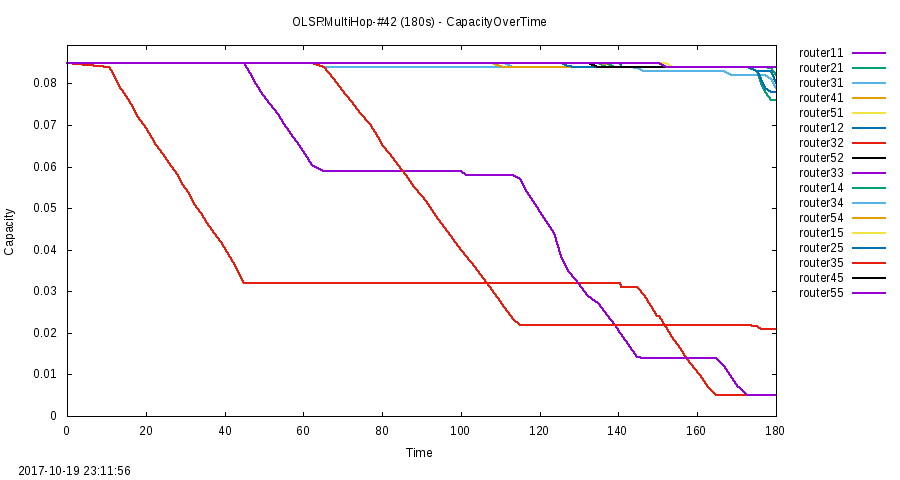 OLSRMultiHop-#42 (180s) - CapacityOverTime
router11
router21
router31
router41
router51
router12
router32
router52
router33
router14
router34
router54
router15
router25
router35
router45
router55
Capacity
0.08
0.07
0.06
0.05
0.04
0.03
0.02
0.01
0
0 20 40 60 80 100 120 140 160 180
Time
2017-10-19 23:11:56